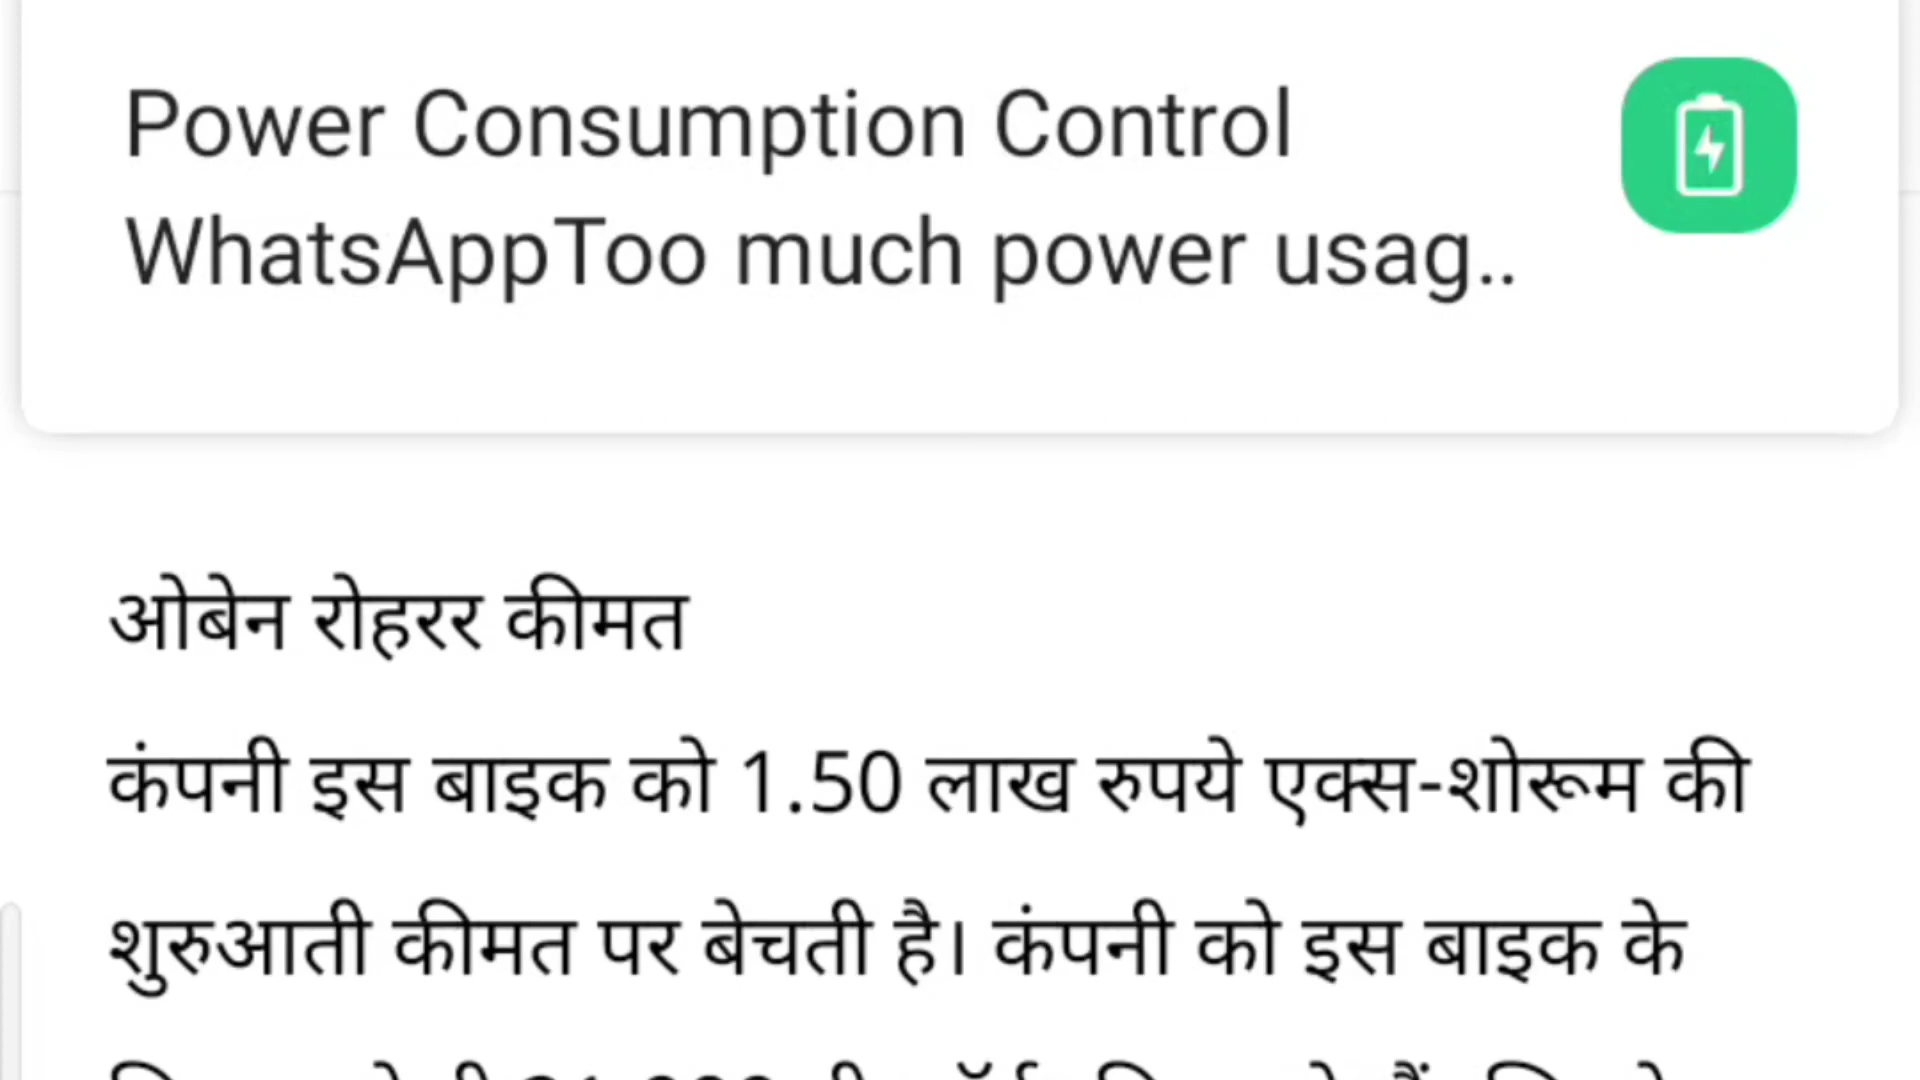 Power Consumption Control
WhatsAppToo much power usag..
ओबेन रोहरर कीमत
कंपनी इस बाइक को 1.50 लाख रुपये एक्स-शोरूम की
शुरुआती कीमत पर बेचती है। कंपनी को इस बाइक के